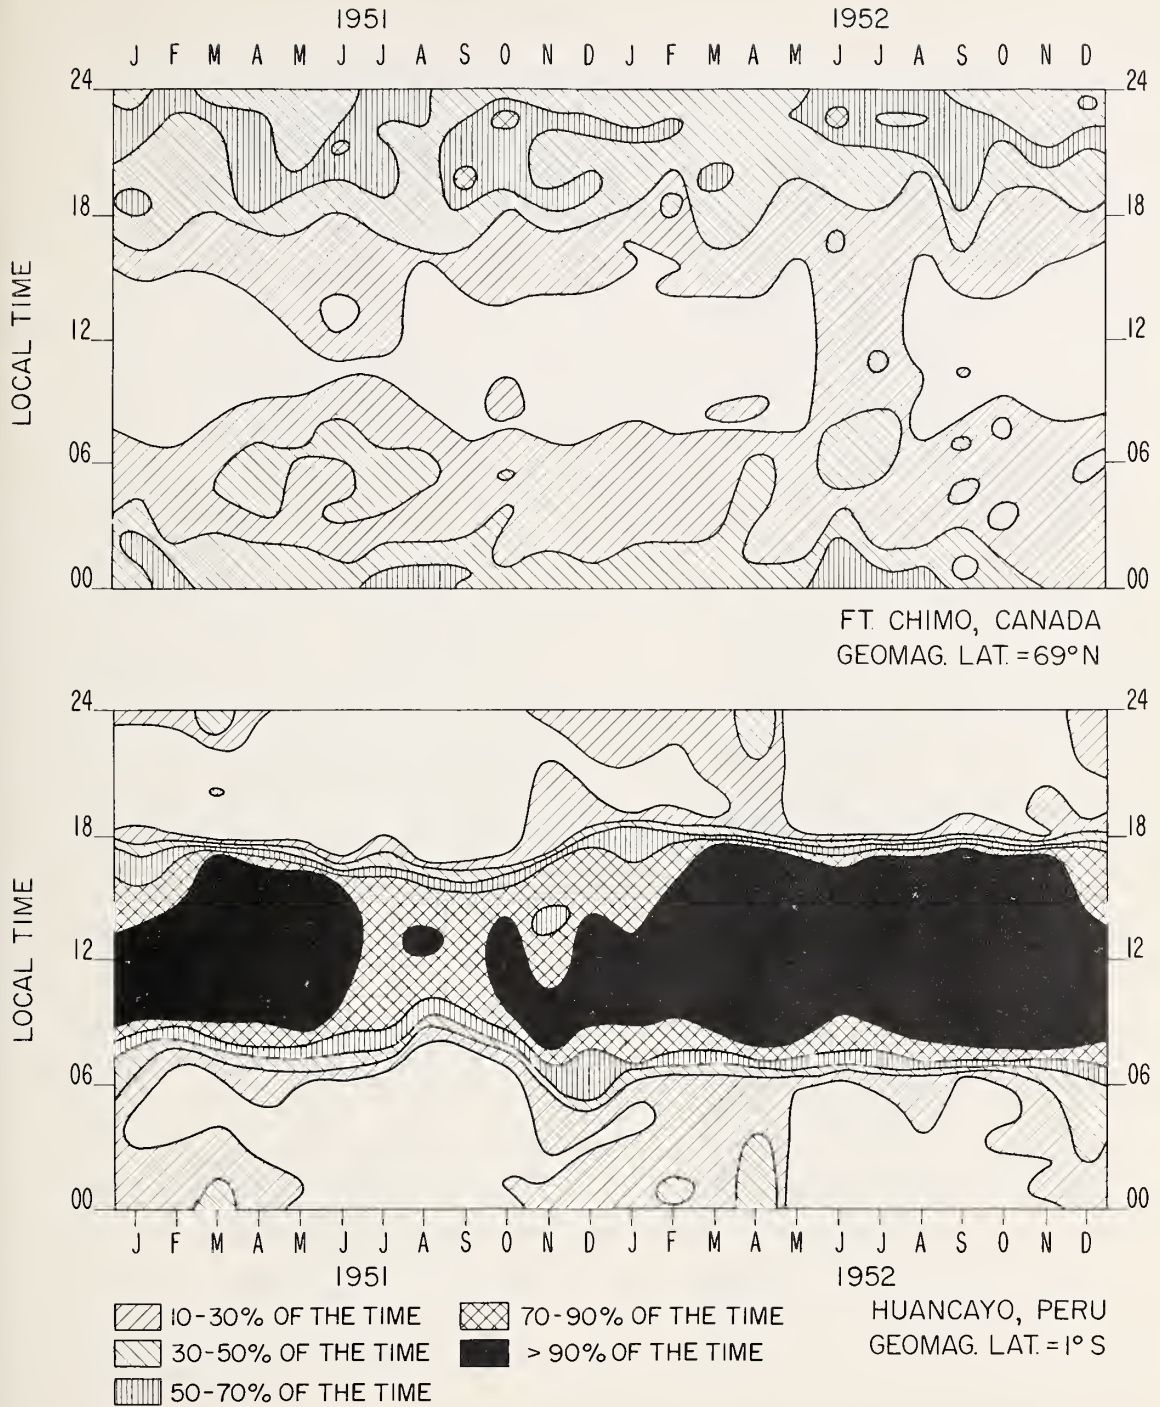 1951 1952
J F M A M J J A S O N D J F M A M J J A S O N D
24 24
18 18
12 12
06 06
00 00
LOCAL TIME
FT. CHIMO, CANADA
GEOMAG. LAT. = 69° N
24 24
18 18
12 12
06 06
00 00
LOCAL TIME
J F M A M J J A S O N D J F M A M J J A S O N D
1951 1952
10-30% OF THE TIME
30-50% OF THE TIME
50-70% OF THE TIME
70-90% OF THE TIME
> 90% OF THE TIME
HUANCAYO, PERU
GEOMAG. LAT. = 1° S